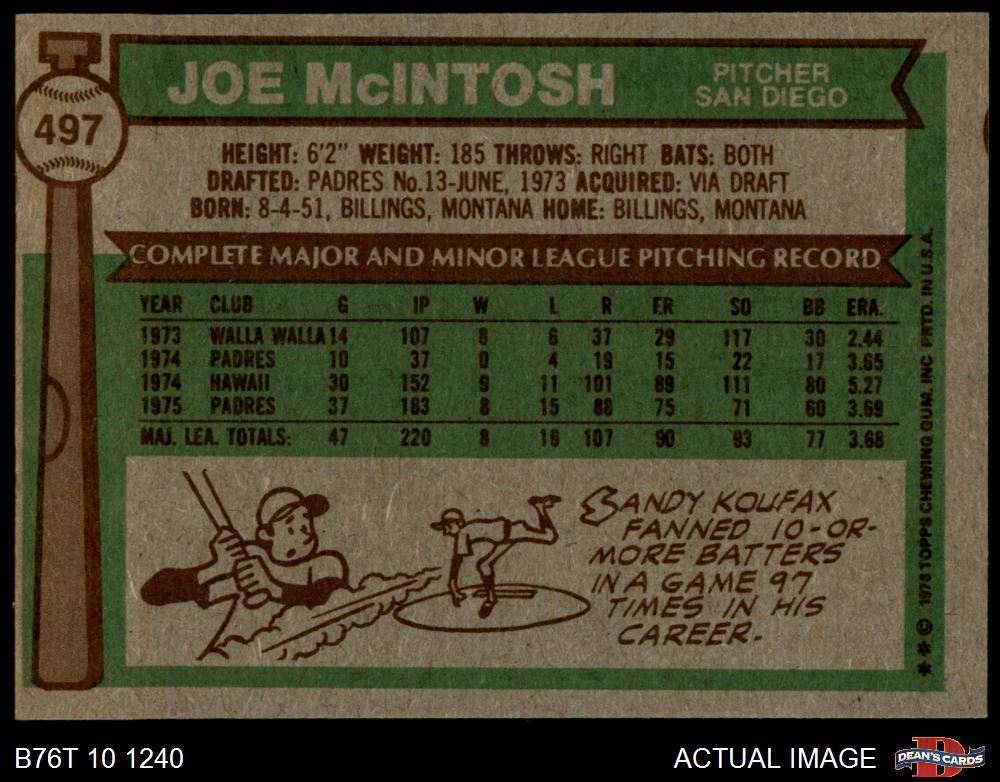 497
JOE McINTOSH
PITCHER
SAN DIEGO
HEIGHT: 6'2" WEIGHT: 185 THROWS: RIGHT BATS: BOTH
DRAFTED: PADRES No.13-JUNE, 1973 ACQUIRED: VIA DRAFT
BORN: 8-4-51, BILLINGS, MONTANA HOME: BILLINGS, MONTANA
COMPLETE MAJOR AND MINOR LEAGUE PITCHING RECORD
YEAR CLUB G IP W L R ER SO BB ERA.
1973 WALLA WALLA 14 107 8 6 37 29 117 30 2.44
1974 PADRES 10 37 0 4 19 15 22 17 3.65
1974 HAWAII 30 152 9 11 101 89 111 80 5.27
1975 PADRES 37 183 8 15 88 75 71 60 3.69
MAJ. LEA. TOTALS: 47 220 8 19 107 90 93 77 3.68
SANDY KOUFAX
FANNED 10-OR-
MORE BATTERS
IN A GAME 97
TIMES IN HIS
CAREER.
** © 1976 TOPPS CHEWING GUM, INC PRTD. IN U.S.A.
B76T 10 1240
ACTUAL IMAGE
D
DEAN'S CARDS